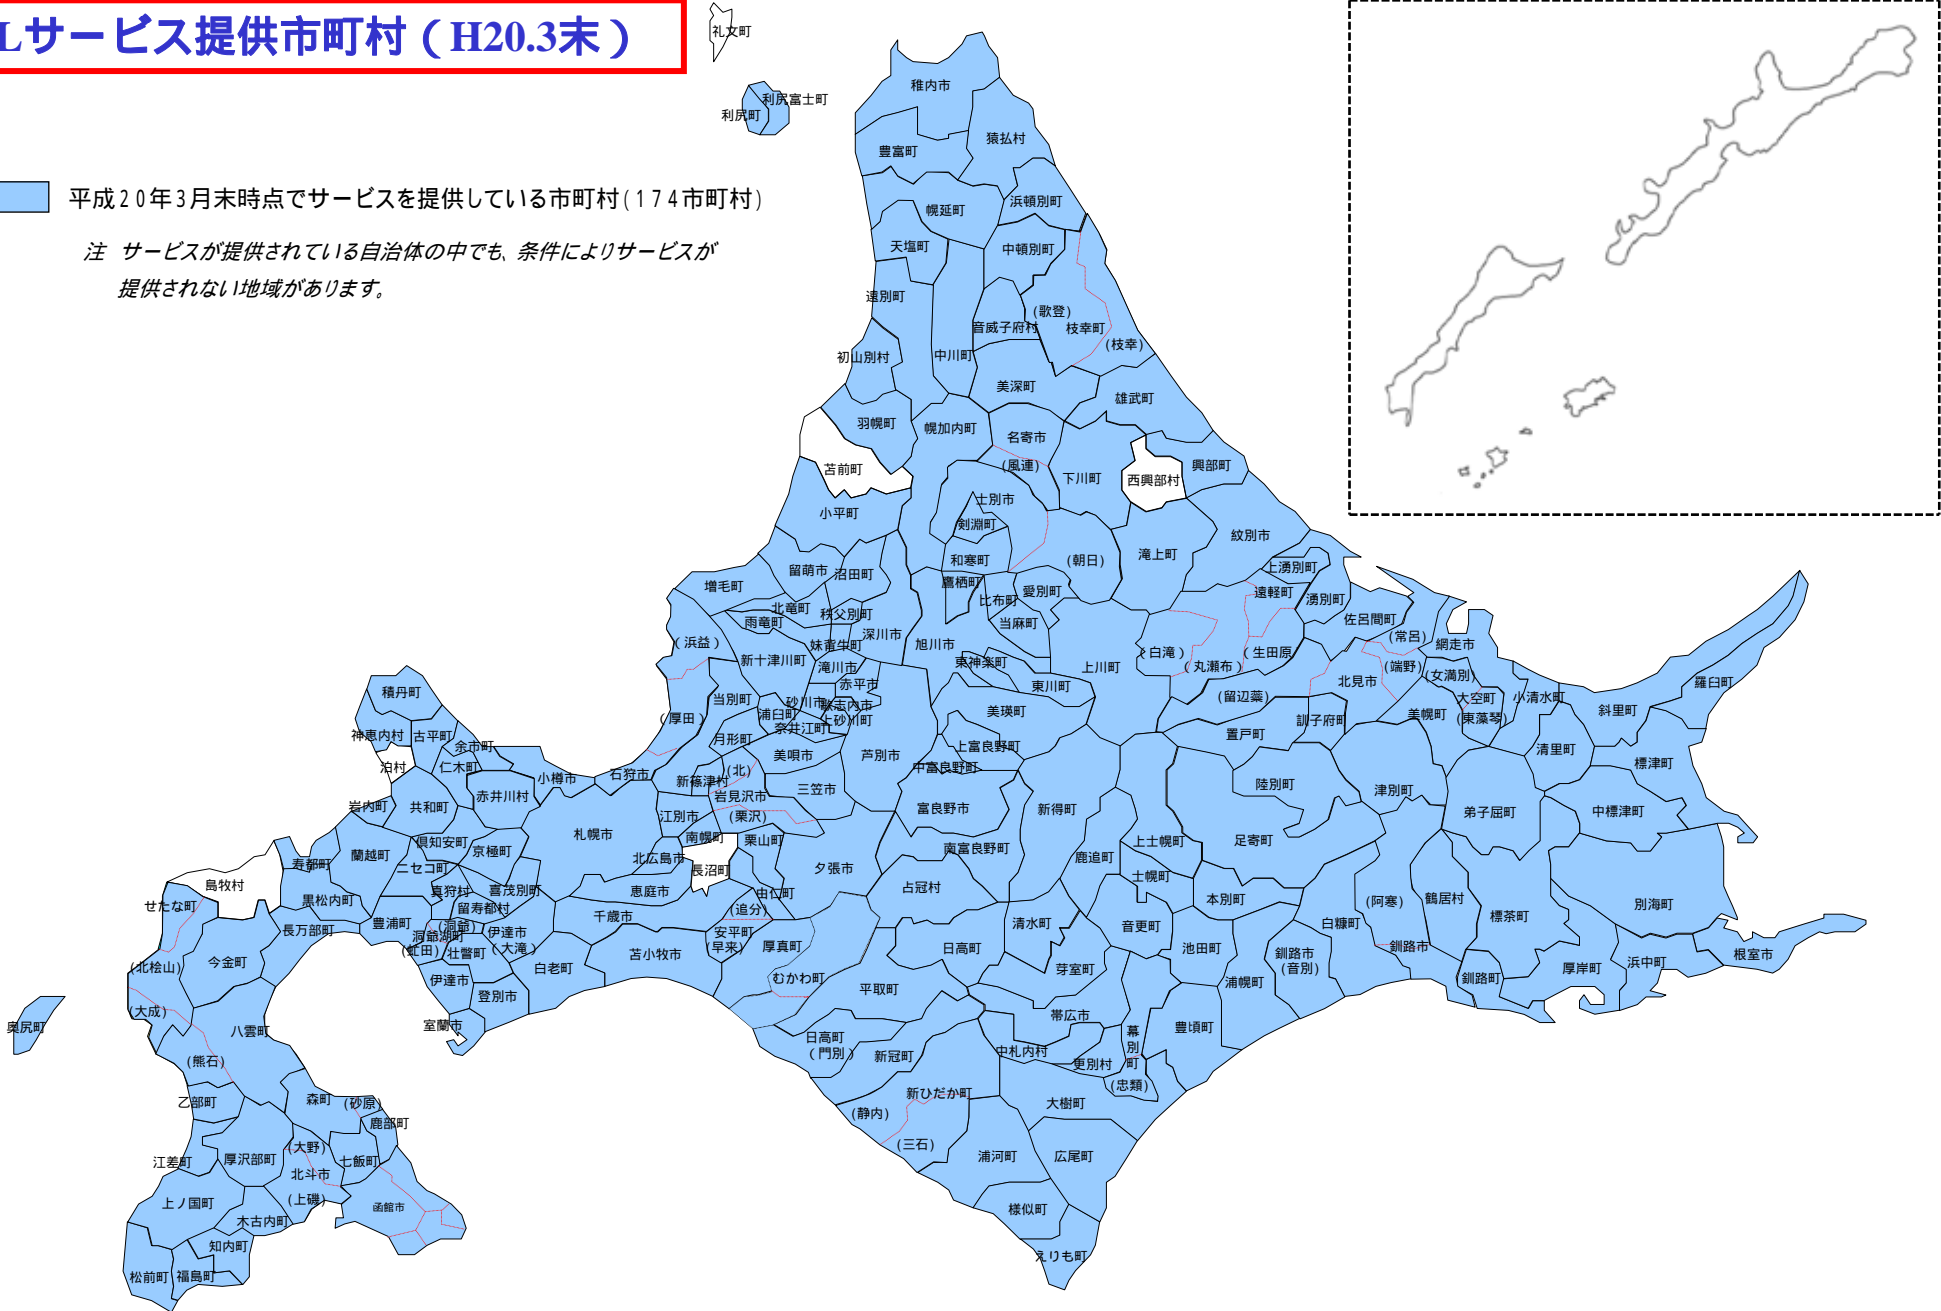 Lサービス提供市町村（H20.3末）
平成20年3月末時点でサービスを提供している市町村(174市町村)
注 サービスが提供されている自治体の中でも、条件によりサービスが
提供されない地域があります。
礼文町
利尻富士町
利尻町
稚内市
猿払村
豊富町
浜頓別町
幌延町
天塩町
中頓別町
遠別町
(歌登)
音威子府村
枝幸町
(枝幸)
初山別村
中川町
美深町
雄武町
羽幌町
幌加内町
名寄市
(風連)
苫前町
下川町
西興部村
興部町
士別市
小平町
剣淵町
紋別市
和寒町
(朝日)
滝上町
上湧別町
留萌市
沼田町
増毛町
鷹栖町
比布町
愛別町
遠軽町
湧別町
北竜町
秩父別町
雨竜町
当麻町
佐呂間町
(浜益)
妹背牛町
深川市
旭川市
(常呂)
網走市
新十津川町
滝川市
東神楽町
上川町
(白滝)
(丸瀬布)
(生田原
(端野)
(女満別)
赤平市
東川町
北見市
羅臼町
積丹町
当別町
砂川市
歌志内市
(留辺蘂)
大空町
小清水町
浦臼町
上砂川町
美瑛町
訓子府町
美幌町
(東藻琴)
斜里町
(厚田)
奈井江町
神恵内村
古平町
余市町
月形町
美唄市
芦別市
上富良野町
置戸町
清里町
泊村
仁木町
小樽市
石狩市
新篠津村
(北)
中富良野町
標津町
赤井川村
岩見沢市
三笠市
陸別町
津別町
岩内町
共和町
江別市
(栗沢)
富良野市
新得町
弟子屈町
中標津町
札幌市
南幌町
栗山町
倶知安町
京極町
南富良野町
上士幌町
足寄町
蘭越町
ニセコ町
北広島市
長沼町
夕張市
鹿追町
寿都町
島牧村
真狩村
喜茂別町
恵庭市
由仁町
占冠村
士幌町
せたな町
黒松内町
留寿都村
千歳市
(追分)
本別町
(阿寒)
鶴居村
標茶町
別海町
長万部町
豊浦町
洞爺湖町
(洞爺)
伊達市
安平町
清水町
音更町
白糠町
(虻田)
壮瞥町
(大滝)
苫小牧市
(早来)
厚真町
日高町
池田町
釧路市
釧路市
根室市
(北桧山)
今金町
白老町
芽室町
(音別)
浜中町
伊達市
むかわ町
平取町
浦幌町
釧路町
厚岸町
登別市
(大成)
帯広市
奥尻町
八雲町
室蘭市
日高町
(門別)
豊頃町
幕別町
(熊石)
新冠町
中札内村
更別村
(忠類)
乙部町
森町
(砂原)
新ひだか町
大樹町
鹿部町
(静内)
(大野)
(三石)
江差町
厚沢部町
七飯町
浦河町
広尾町
北斗市
上ノ国町
(上磯)
函館市
様似町
木古内町
知内町
えりも町
松前町
福島町